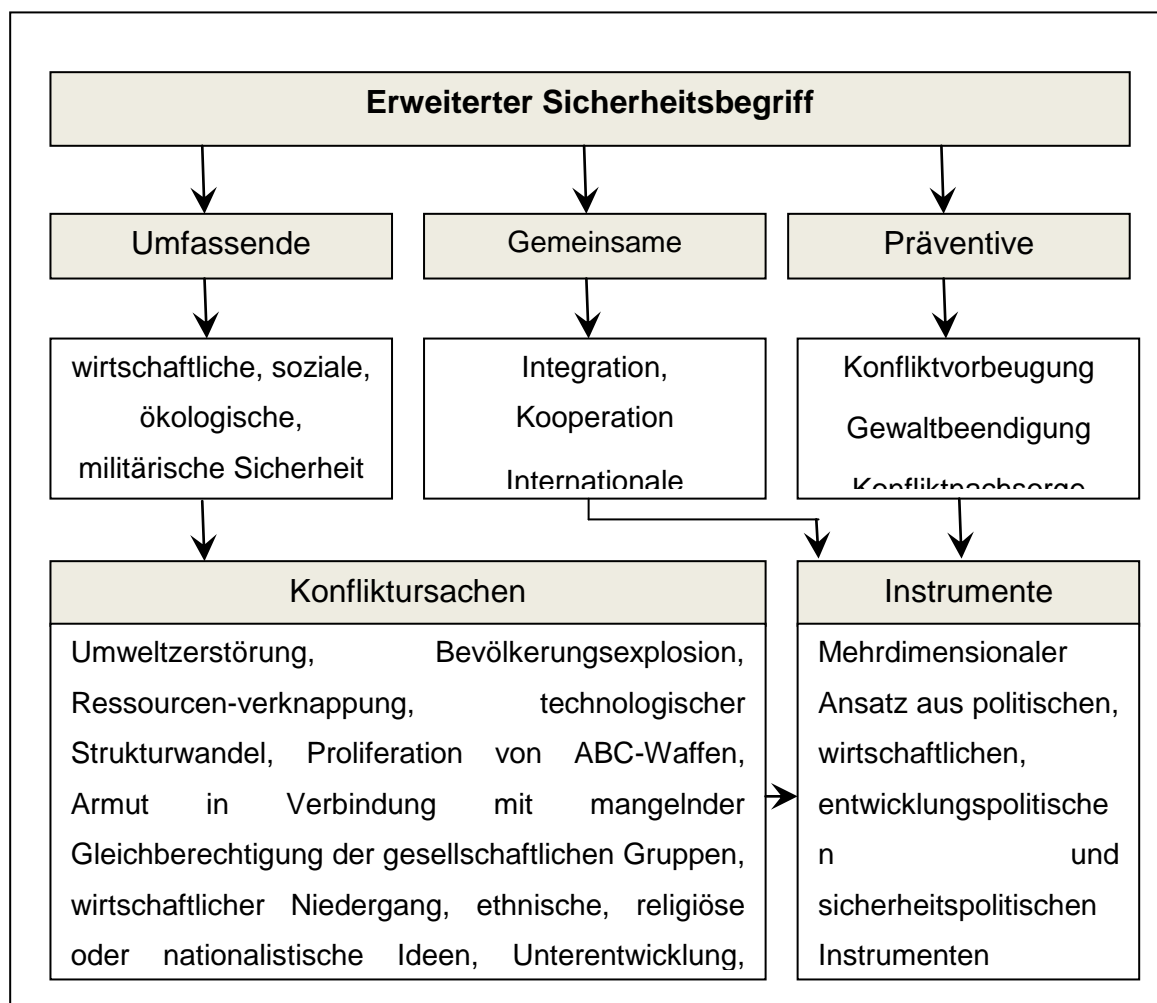 Erweiterter Sicherheitsbegriff
Umfassende
Gemeinsame
Präventive
wirtschaftliche, soziale,
ökologische,
militärische Sicherheit
Integration,
Kooperation
Internationale
Konfliktvorbeugung
Gewaltbeendigung
Konfliktnachsorge
Konfliktursachen
Umweltzerstörung, Bevölkerungsexplosion,
Ressourcen-verknappung, technologischer
Strukturwandel, Proliferation von ABC-Waffen,
Armut in Verbindung mit mangelnder
Gleichberechtigung der gesellschaftlichen Gruppen,
wirtschaftlicher Niedergang, ethnische, religiöse
oder nationalistische Ideen, Unterentwicklung,
Instrumente
Mehrdimensionaler
Ansatz aus politischen,
wirtschaftlichen,
entwicklungspolitische
n und
sicherheitspolitischen
Instrumenten